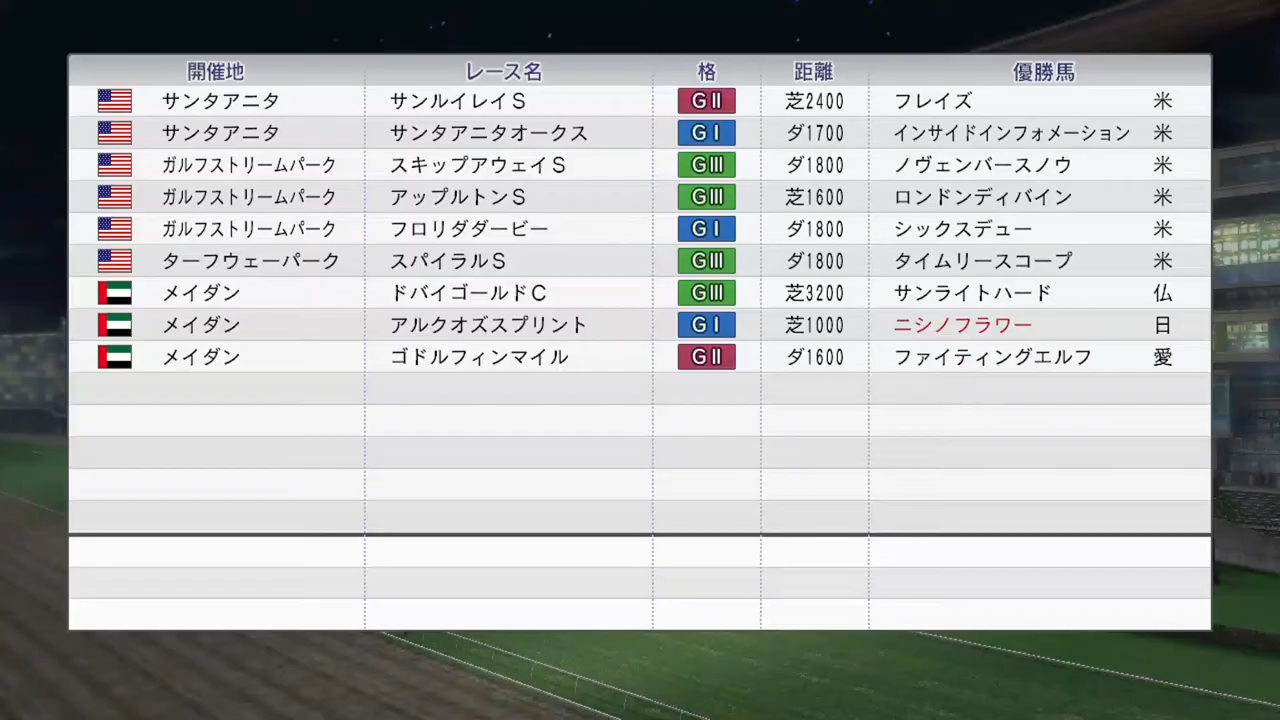 開催地 レース名 格 距離 優勝馬
サンタアニタ サンルイレイS GⅡ 芝2400 フレイズ 米
サンタアニタ サンタアニタオークス GⅠ ダ1700 インサイドインフォメーション 米
ガルフストリームパーク スキップアウェイS GⅢ ダ1800 ノヴェンバースノウ 米
ガルフストリームパーク アップルトンS GⅢ 芝1600 ロンドンディバイン 米
ガルフストリームパーク フロリダダービー GⅠ ダ1800 シックスデュー 米
ターフウェーパーク スパイラルS GⅢ ダ1800 タイムリースコープ 米
メイダン ドバイゴールドC GⅢ 芝3200 サンライトハード 仏
メイダン アルクオズスプリント GⅠ 芝1000 ニシノフラワー 日
メイダン ゴドルフィンマイル GⅡ ダ1600 ファイティングエルフ 愛